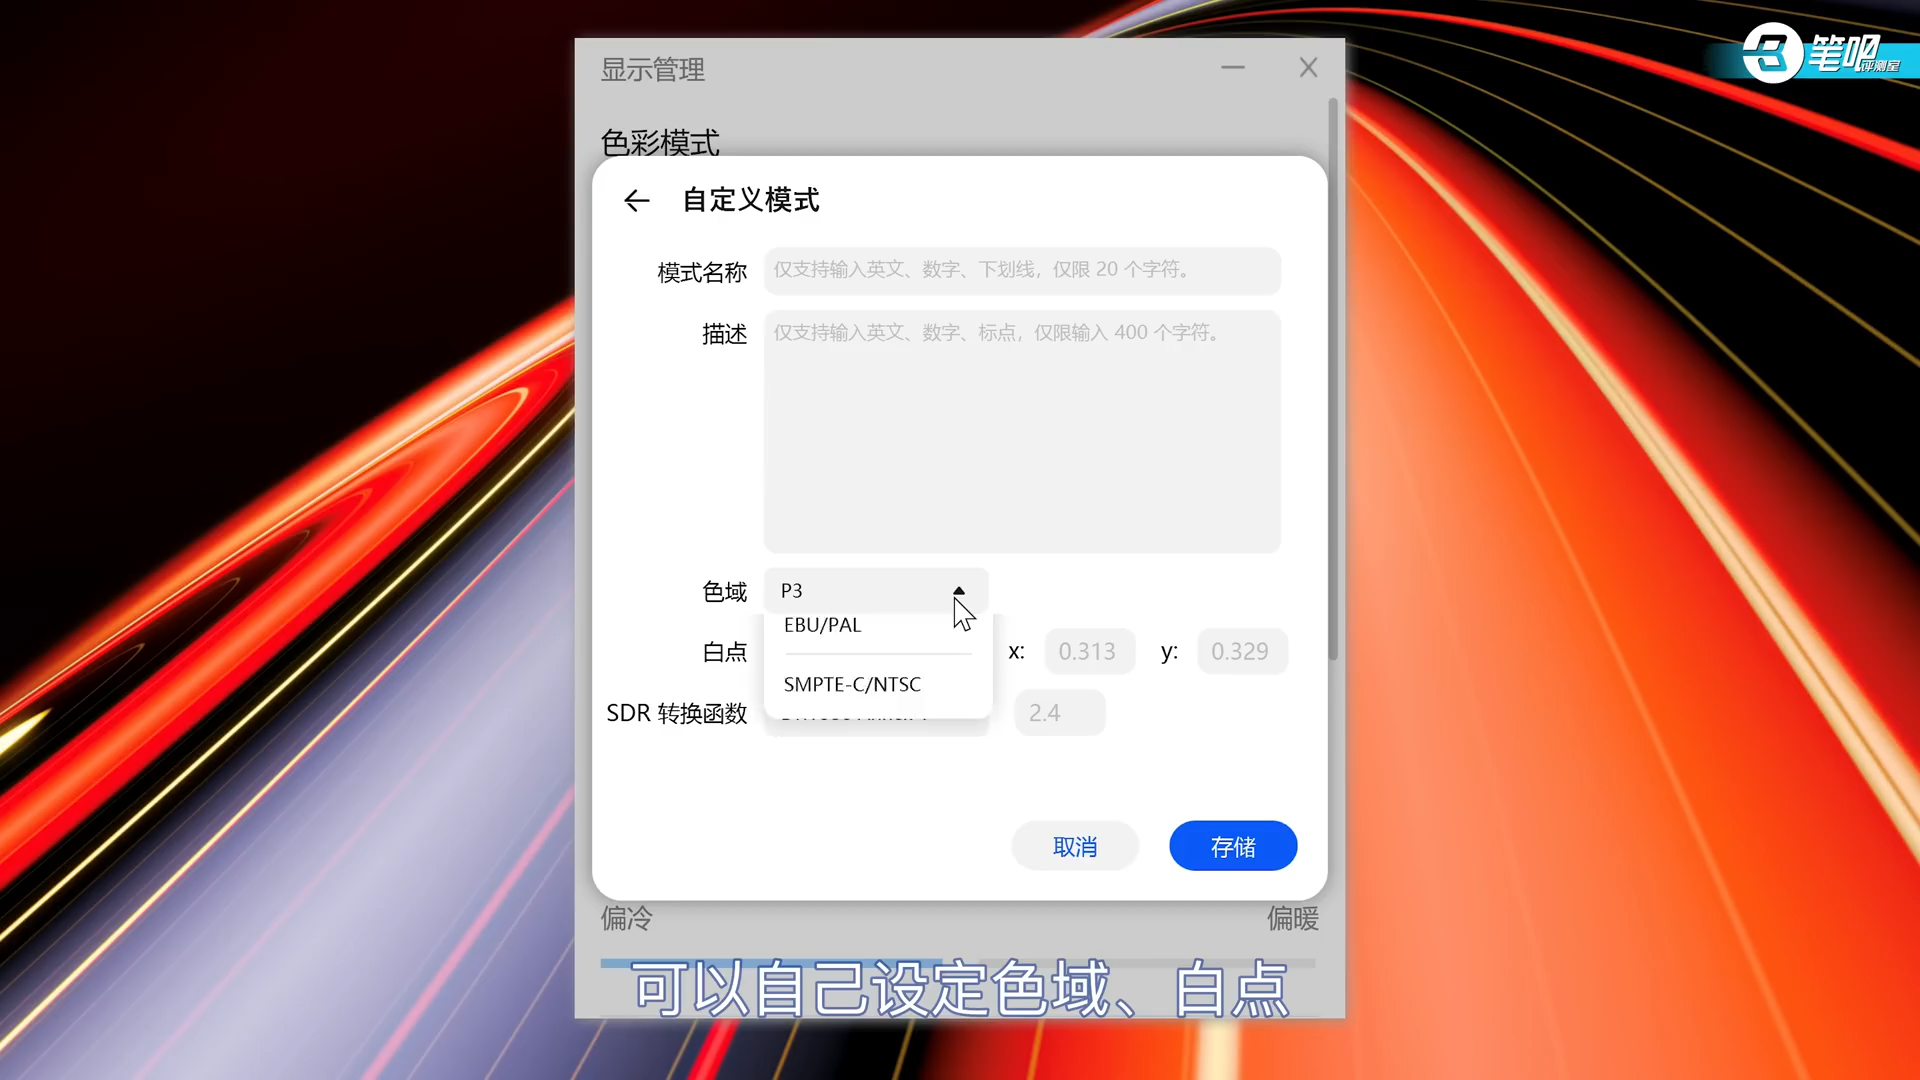 笔吧
评测室
显示管理
色彩模式
自定义模式
模式名称 仅支持输入英文、数字、下划线，仅限 20 个字符。
描述 仅支持输入英文、数字、标点，仅限输入 400 个字符。
色域 P3
EBU/PAL
白点 x: 0.313 y: 0.329
SMPTE-C/NTSC
SDR 转换函数 2.4
取消 存储
偏冷 偏暖
可以自己设定色域、白点